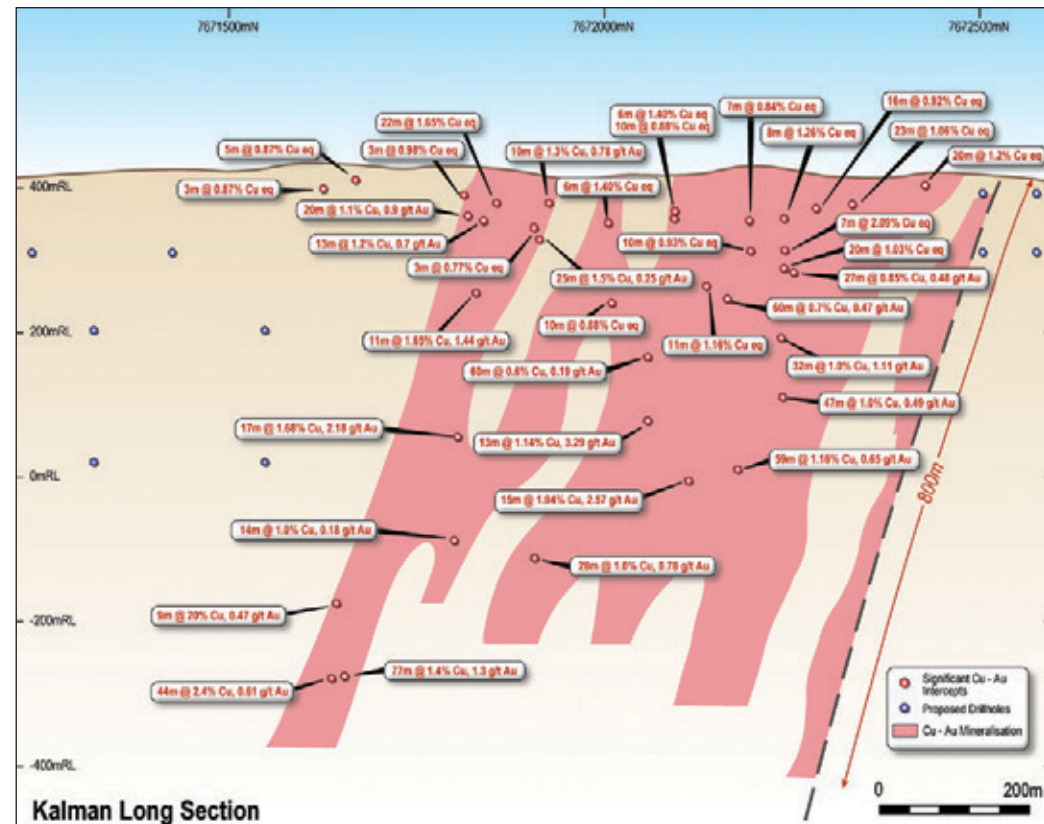 7671500mN
7672000mN
7672500mN
6m @ 1.40% Cu eq
10m @ 0.88% Cu eq
7m @ 0.84% Cu eq
16m @ 0.92% Cu eq
22m @ 1.65% Cu eq
8m @ 1.26% Cu eq
23m @ 1.06% Cu eq
5m @ 0.87% Cu eq
3m @ 0.98% Cu eq
10m @ 1.3% Cu, 0.78 g/t Au
20m @ 1.2% Cu eq
400mRL
3m @ 0.87% Cu eq
6m @ 1.40% Cu eq
20m @ 1.1% Cu, 0.9 g/t Au
7m @ 2.09% Cu eq
13m @ 1.2% Cu, 0.7 g/t Au
10m @ 0.93% Cu eq
20m @ 1.03% Cu eq
3m @ 0.77% Cu eq
25m @ 1.5% Cu, 0.25 g/t Au
27m @ 0.85% Cu, 0.48 g/t Au
60m @ 0.7% Cu, 0.47 g/t Au
200mRL
10m @ 0.88% Cu eq
11m @ 1.65% Cu, 1.44 g/t Au
11m @ 1.16% Cu eq
60m @ 0.6% Cu, 0.19 g/t Au
32m @ 1.0% Cu, 1.11 g/t Au
47m @ 1.0% Cu, 0.49 g/t Au
17m @ 1.68% Cu, 2.18 g/t Au
13m @ 1.14% Cu, 3.29 g/t Au
59m @ 1.16% Cu, 0.65 g/t Au
0mRL
800m
15m @ 1.94% Cu, 2.57 g/t Au
14m @ 1.0% Cu, 0.18 g/t Au
28m @ 1.0% Cu, 0.78 g/t Au
9m @ 20% Cu, 0.47 g/t Au
-200mRL
77m @ 1.4% Cu, 1.3 g/t Au
44m @ 2.4% Cu, 0.61 g/t Au
Significant Cu - Au
Intercepts
Proposed Drillholes
Cu - Au Mineralisation
-400mRL
0
200m
Kalman Long Section